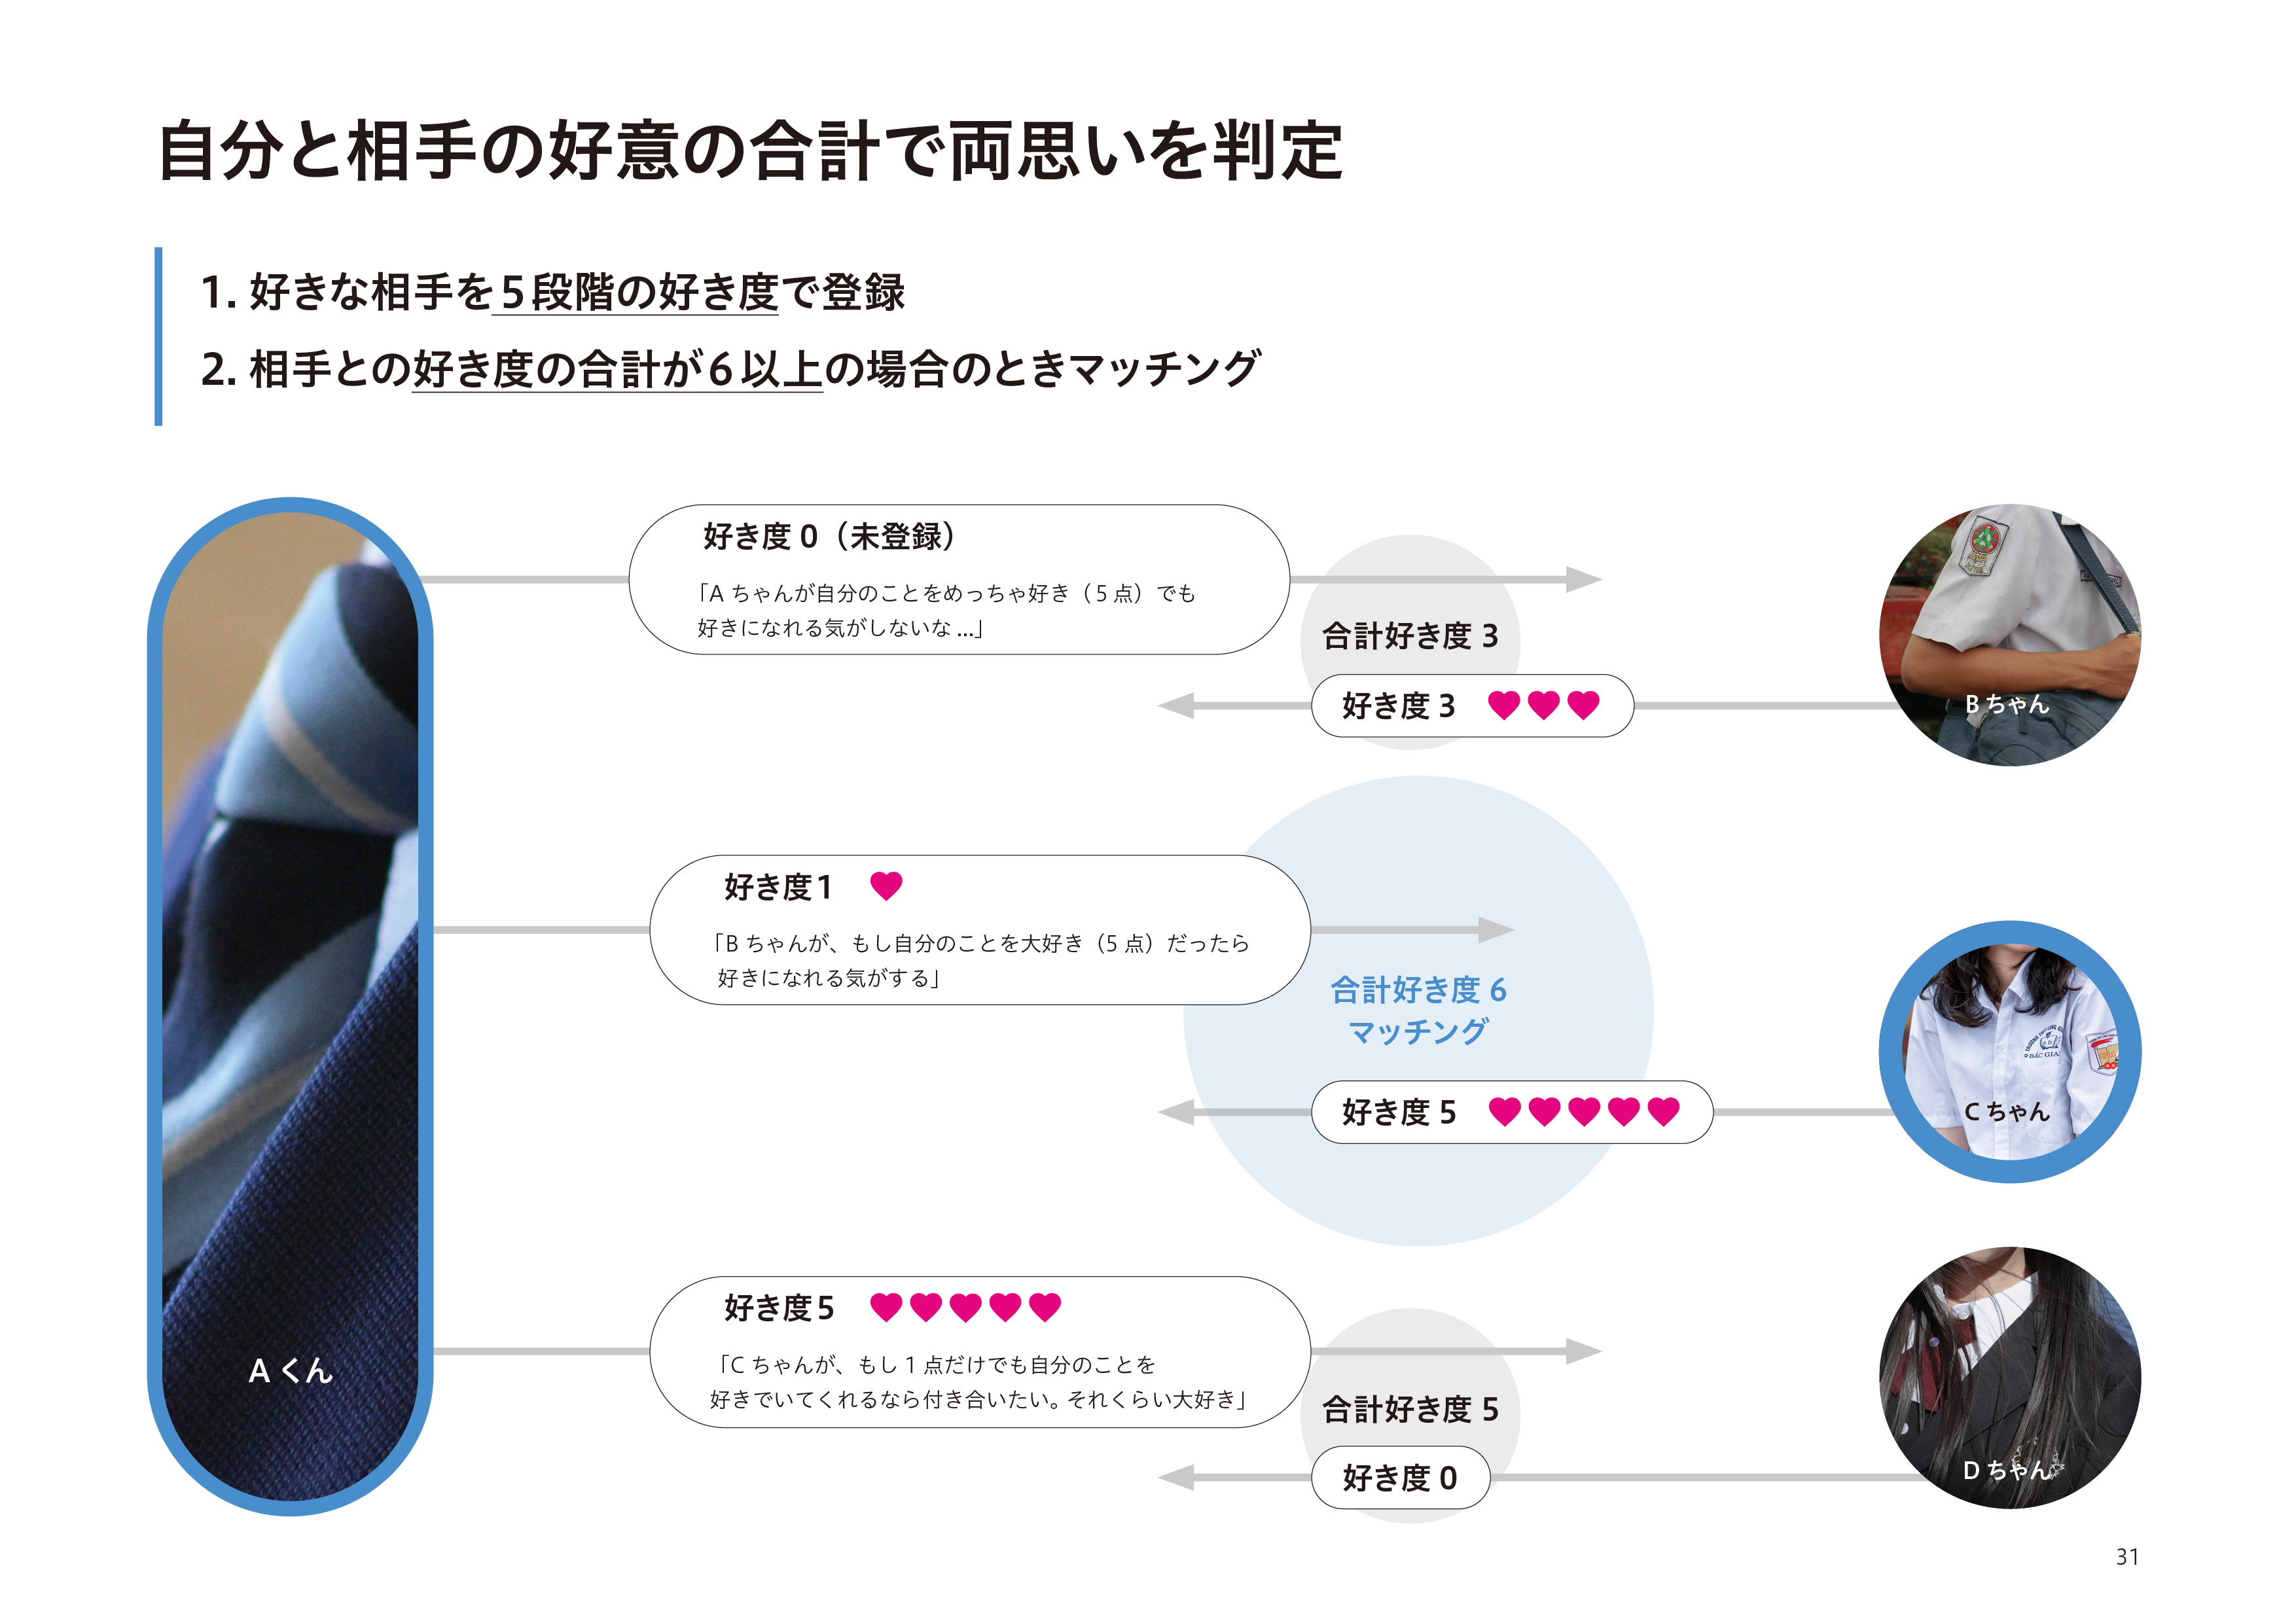 自分と相手の好意の合計で両思いを判定
1. 好きな相手を5段階の好き度で登録
2. 相手との好き度の合計が6以上の場合のときマッチング
好き度 0（未登録）
「A ちゃんが自分のことをめっちゃ好き（5 点）でも
好きになれる気がしないな ...」
合計好き度 3
好き度 3
B ちゃん
好き度1
「B ちゃんが、もし自分のことを大好き（5 点）だったら
好きになれる気がする」
合計好き度 6
マッチング
好き度 5
BẮC GIA
C ちゃん
好き度5
「C ちゃんが、もし 1 点だけでも自分のことを
好きでいてくれるなら付き合いたい。それくらい大好き」
合計好き度 5
好き度 0
A くん
D ちゃん
31